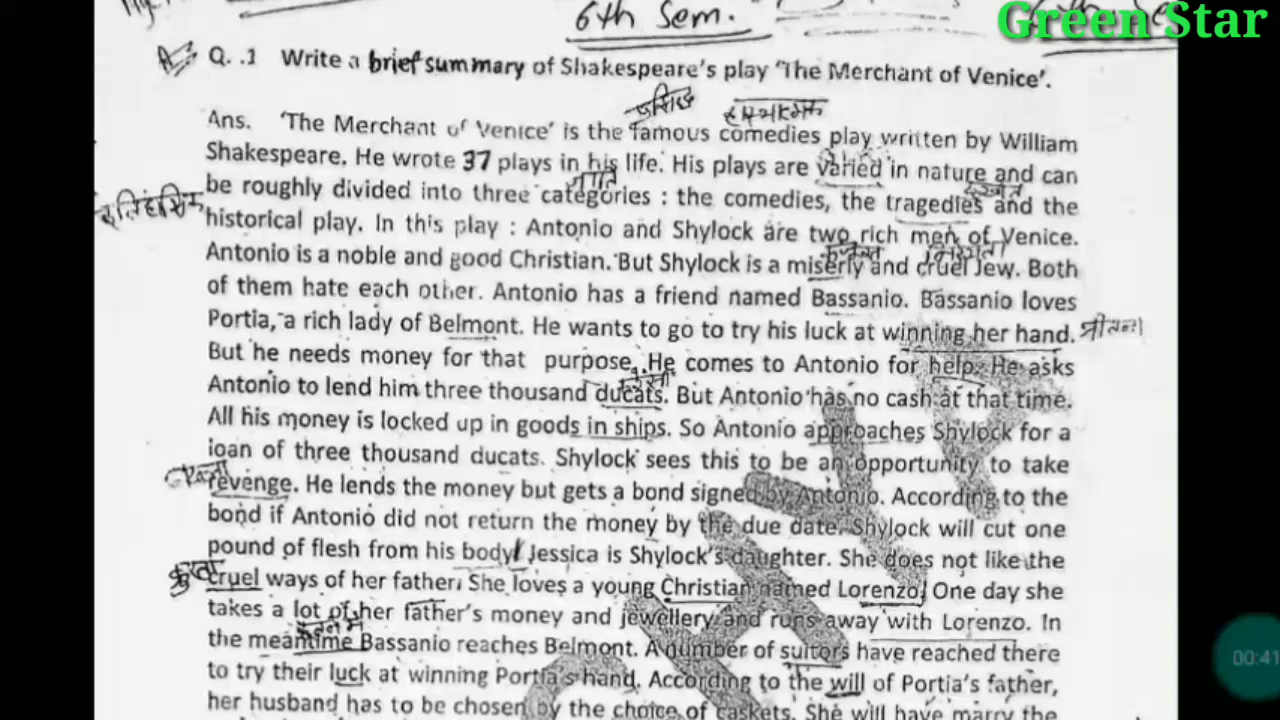 Green Star
6th Sem.
Q. .1 Write a brief summary of Shakespeare's play 'The Merchant of Venice'.
Ans. 'The Merchant of Venice' is the famous comedies play written by William
Shakespeare. He wrote 37 plays in his life. His plays are varied in nature and can
be roughly divided into three categories : the comedies, the tragedies and the
historical play. In this play : Antonio and Shylock are two rich men of Venice.
Antonio is a noble and good Christian. But Shylock is a miserly and cruel Jew. Both
of them hate each other. Antonio has a friend named Bassanio. Bassanio loves
Portia, a rich lady of Belmont. He wants to go to try his luck at winning her hand.
But he needs money for that purpose. He comes to Antonio for help. He asks
Antonio to lend him three thousand ducats. But Antonio has no cash at that time.
All his money is locked up in goods in ships. So Antonio approaches Shylock for a
loan of three thousand ducats. Shylock sees this to be an opportunity to take
revenge. He lends the money but gets a bond signed by Antonio. According to the
bond if Antonio did not return the money by the due date. Shylock will cut one
pound of flesh from his body. Jessica is Shylock's daughter. She does not like the
cruel ways of her father. She loves a young Christian named Lorenzo. One day she
takes a lot of her father's money and jewellery and runs away with Lorenzo. In
the meantime Bassanio reaches Belmont. A number of suitors have reached there
to try their luck at winning Portia's hand. According to the will of Portia's father,
her husband has to be chosen by the choice of caskets. She will have marry the
00:41